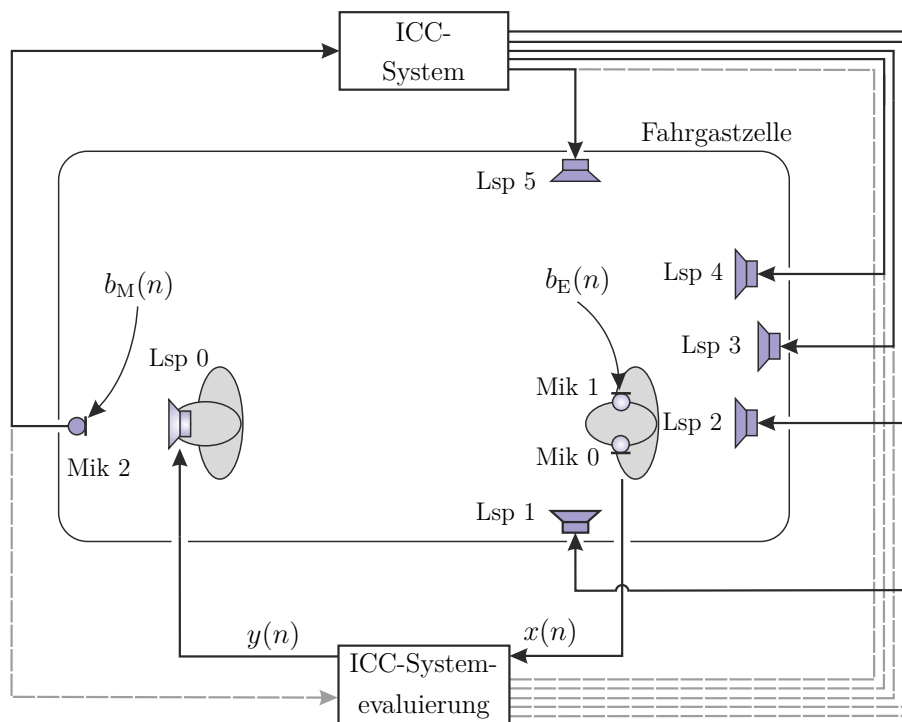 ICC-
System
Fahrgastzelle
Lsp 5
Lsp 4
b_M(n)
b_E(n)
Lsp 3
Lsp 0
Mik 1
Lsp 2
Mik 0
Mik 2
Lsp 1
y(n)
x(n)
ICC-System-
evaluierung